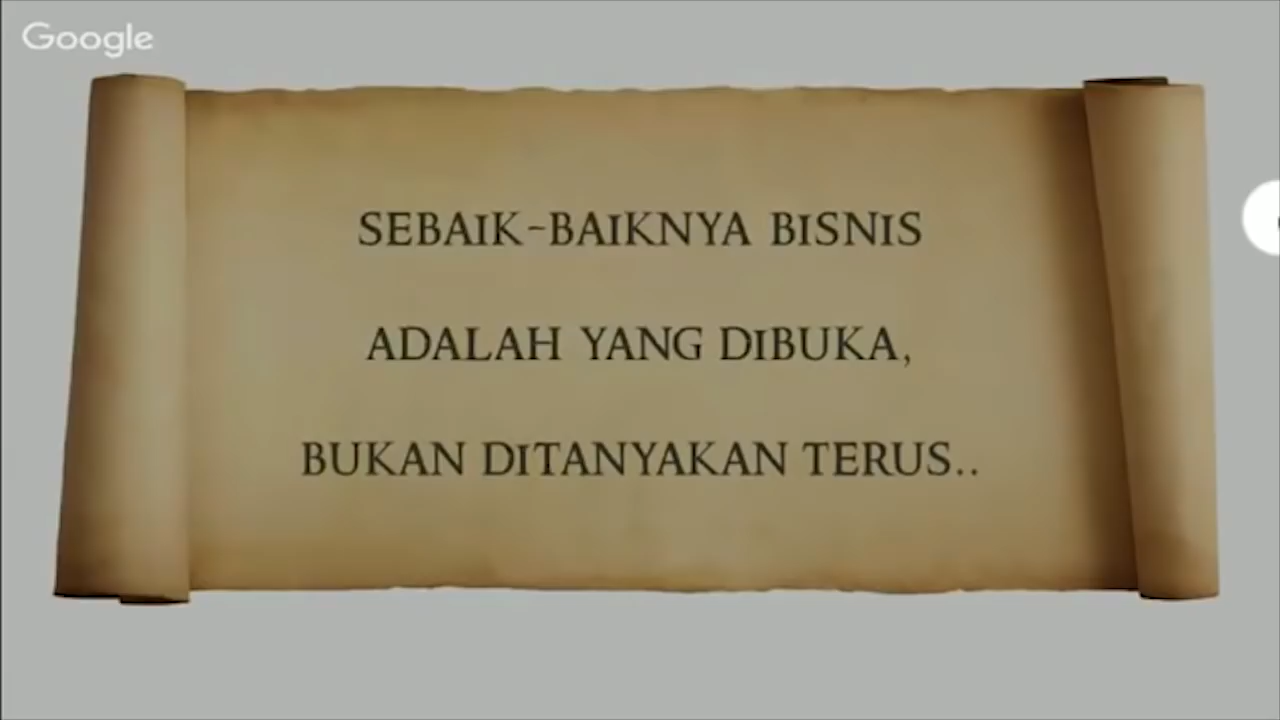 Google
SEBAIK-BAIKNYA BISNIS
ADALAH YANG DIBUKA,
BUKAN DITANYAKAN TERUS..